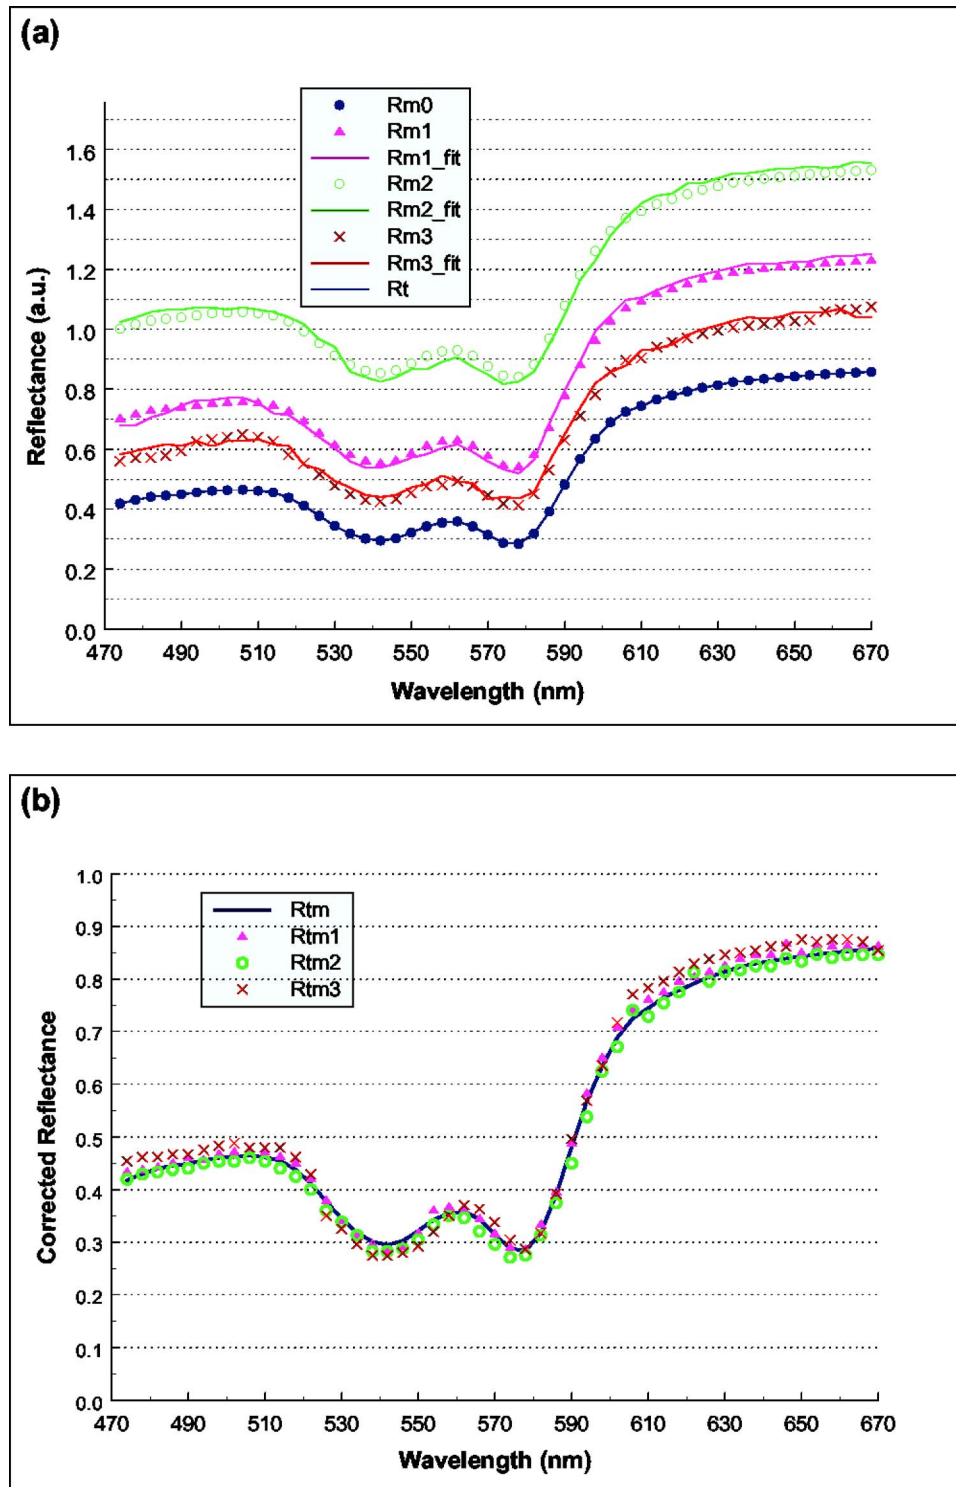 (a)
Rm0
Rm1
Rm1_fit
Rm2
Rm2_fit
Rm3
Rm3_fit
Rt
Reflectance (a.u.)
1.6
1.4
1.2
1.0
0.8
0.6
0.4
0.2
0.0
470 490 510 530 550 570 590 610 630 650 670
Wavelength (nm)
(b)
Rtm
Rtm1
Rtm2
Rtm3
Corrected Reflectance
1.0
0.9
0.8
0.7
0.6
0.5
0.4
0.3
0.2
0.1
0.0
470 490 510 530 550 570 590 610 630 650 670
Wavelength (nm)